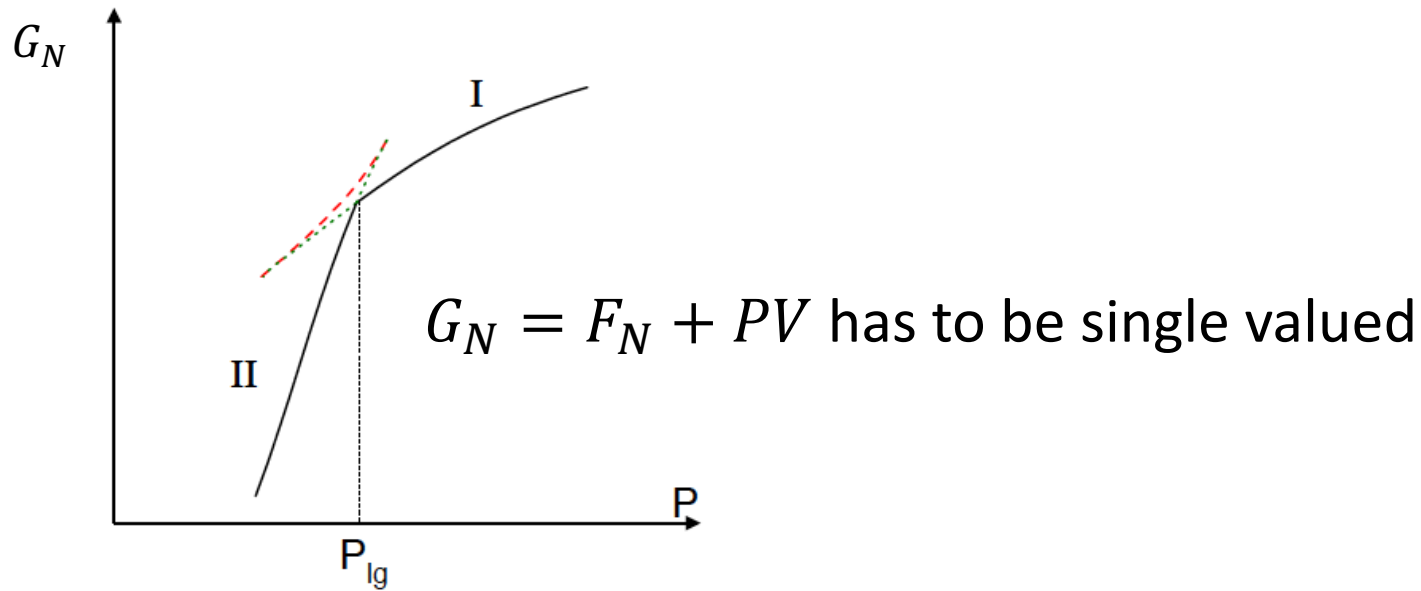 G_N
I
G_N = F_N + PV has to be single valued
II
P
P_lg